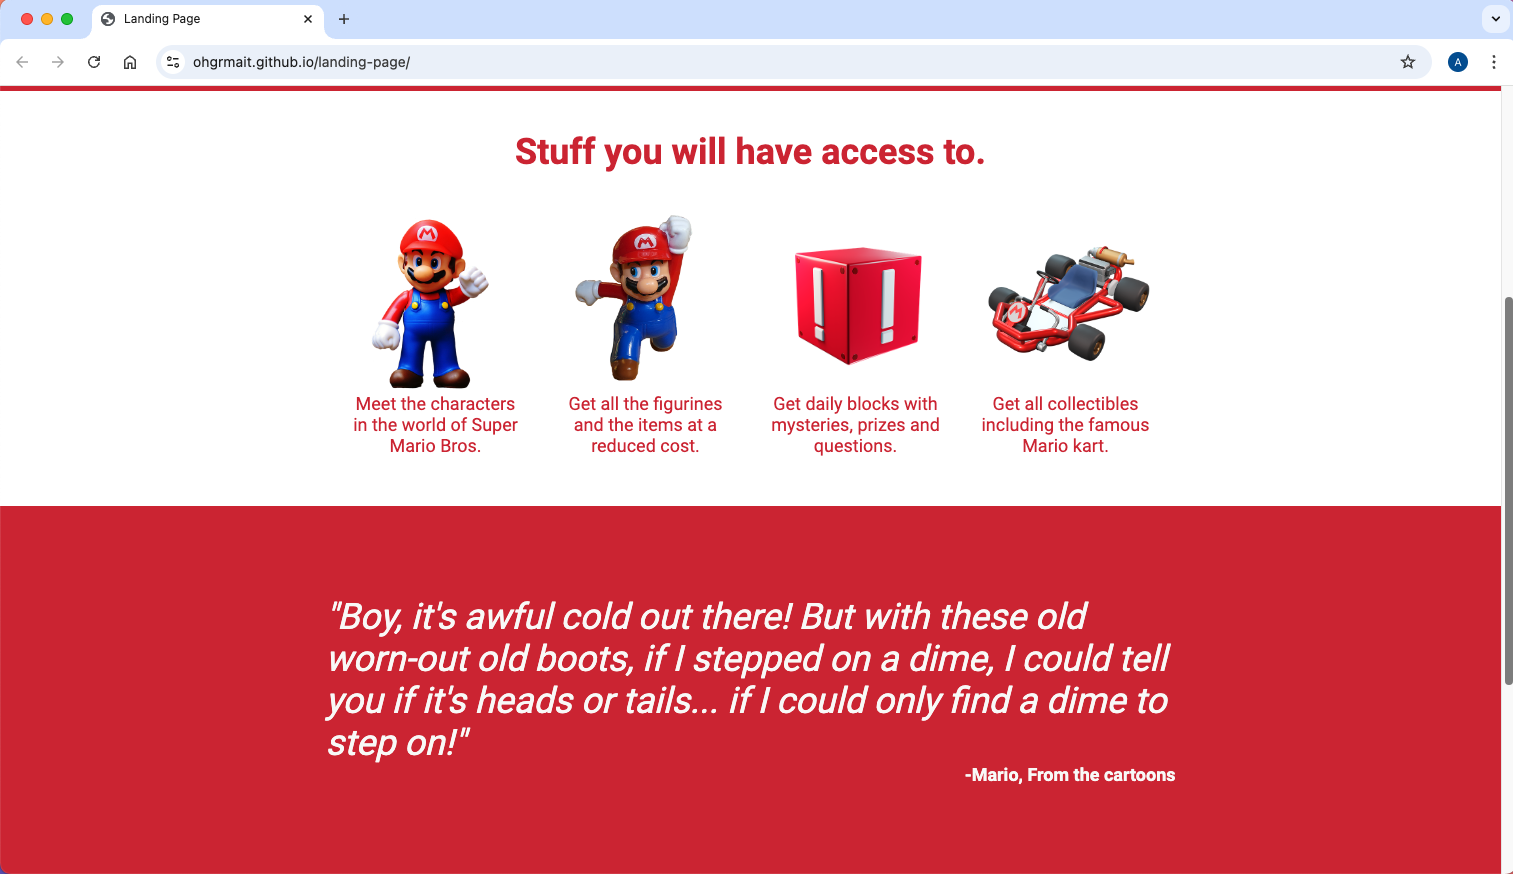 Landing Page
ohgrmait.github.io/landing-page/
A
Stuff you will have access to.
M
M
M
Meet the characters
in the world of Super
Mario Bros.
Get all the figurines
and the items at a
reduced cost.
Get daily blocks with
mysteries, prizes and
questions.
Get all collectibles
including the famous
Mario kart.
"Boy, it's awful cold out there! But with these old
worn-out old boots, if I stepped on a dime, I could tell
you if it's heads or tails... if I could only find a dime to
step on!"
-Mario, From the cartoons